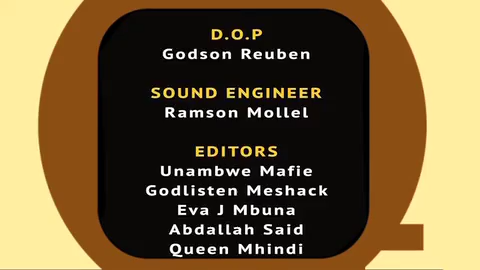 D.O.P
Godson Reuben
SOUND ENGINEER
Ramson Mollel
EDITORS
Unambwe Mafie
Godlisten Meshack
Eva J Mbuna
Abdallah Said
Queen Mhindi